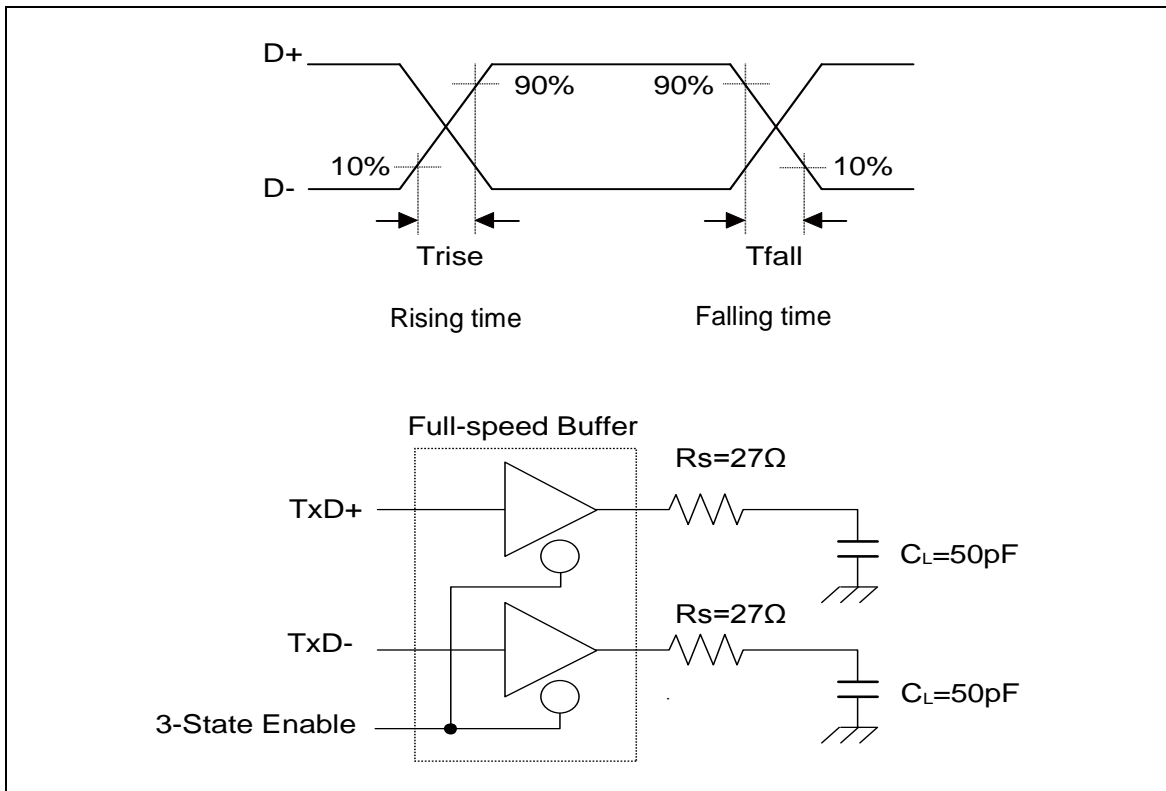 D+
90% 90%
10% 10%
D-
Trise Tfall
Rising time Falling time
Full-speed Buffer
Rs=27Ω
TxD+
CL=50pF
Rs=27Ω
TxD-
CL=50pF
3-State Enable